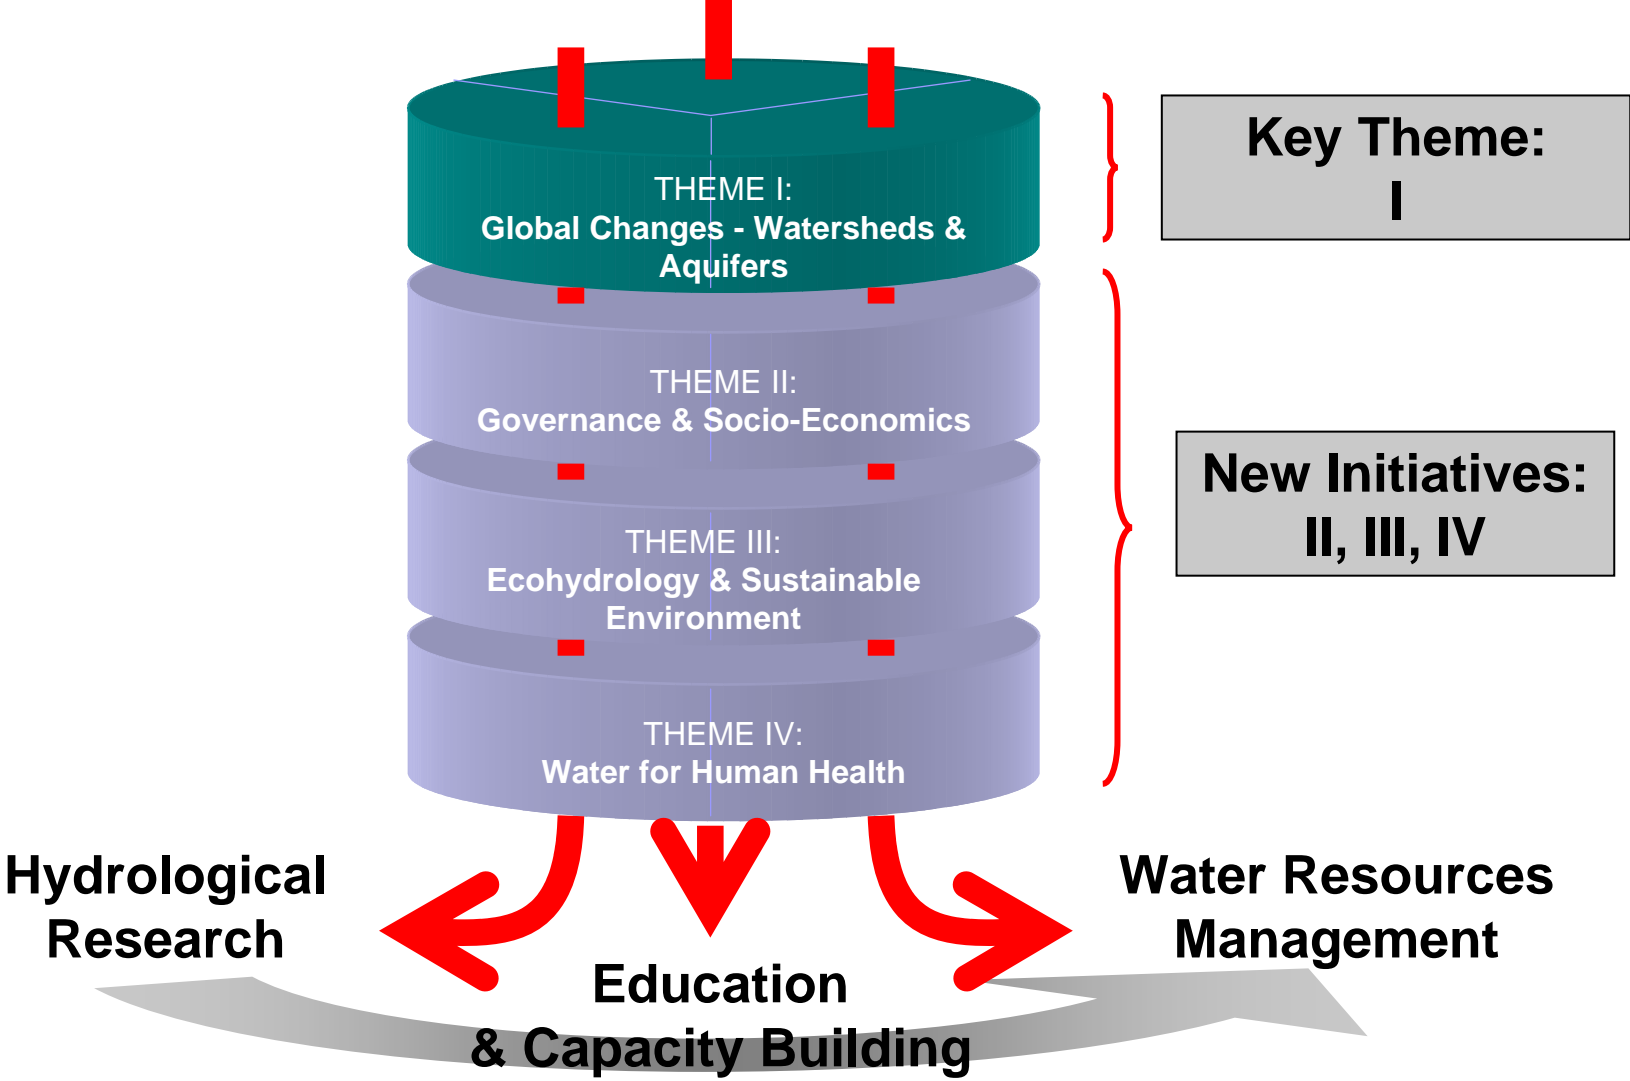 THEME I:
Global Changes - Watersheds &
Aquifers
Key Theme:
I
THEME II:
Governance & Socio-Economics
THEME III:
Ecohydrology & Sustainable
Environment
New Initiatives:
II, III, IV
THEME IV:
Water for Human Health
Hydrological
Research
Education
& Capacity Building
Water Resources
Management